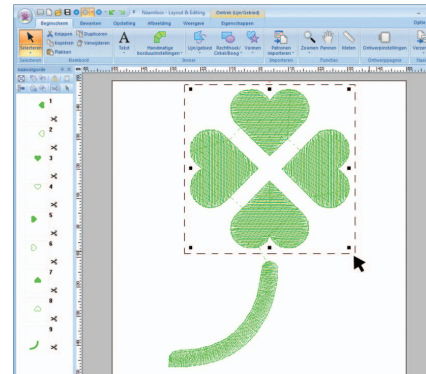 Naamloos - Layout & Editing
Omtrek (Lijn/Gebied)
Beginscherm Bewerken Opstelling Afbeelding Weergave Eigenschappen
Selecteren
Knippen Dupliceren
Kopiëren Verwijderen
Plakken
Tekst
Handmatige borduurinstellingen
Lijn/gebied
Rechthoek/Cirkel/Boog
Vormen
Patronen importeren
Zoomen Pannen Meten
Ontwerpinstellingen
Selecteren Klembord Invoer Importeren Functies Ontwerppagina
1
2
3
4
5
6
7
8
9